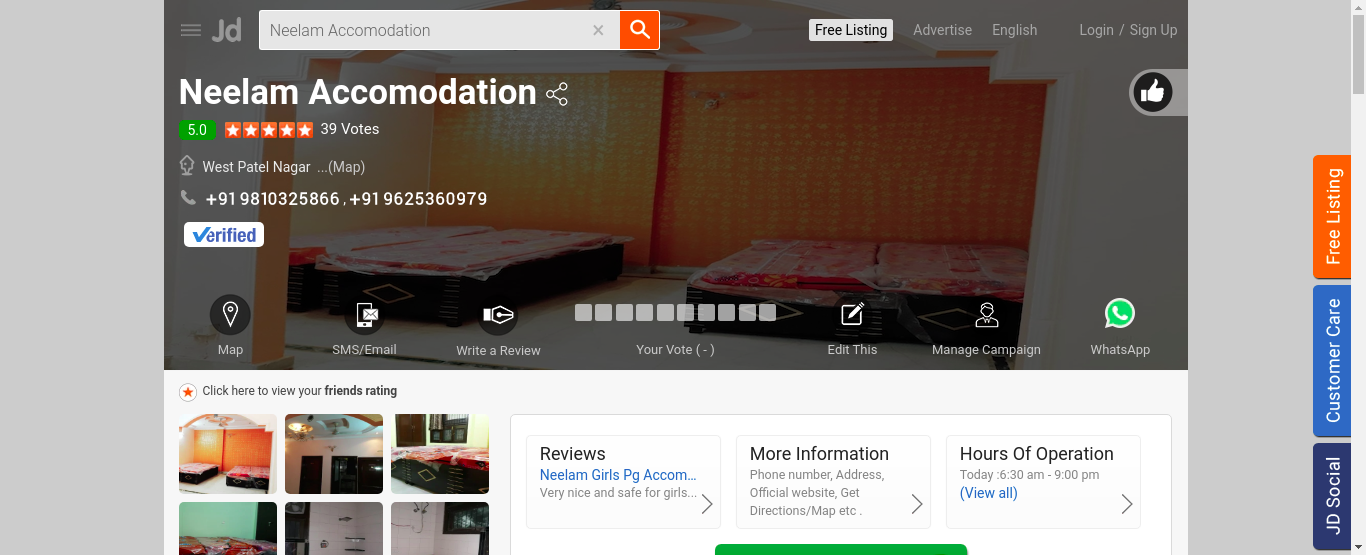 Jd
Neelam Accomodation
Free Listing
Advertise
English
Login / Sign Up
Neelam Accomodation
5.0
39 Votes
West Patel Nagar ...(Map)
+91 9810325866 , +91 9625360979
Verified
Map
SMS/Email
Write a Review
Your Vote ( - )
Edit This
Manage Campaign
WhatsApp
Click here to view your friends rating
Reviews
Neelam Girls Pg Accom...
Very nice and safe for girls...
More Information
Phone number, Address,
Official website, Get
Directions/Map etc .
Hours Of Operation
Today :6:30 am - 9:00 pm
(View all)
Free Listing
Customer Care
JD Social